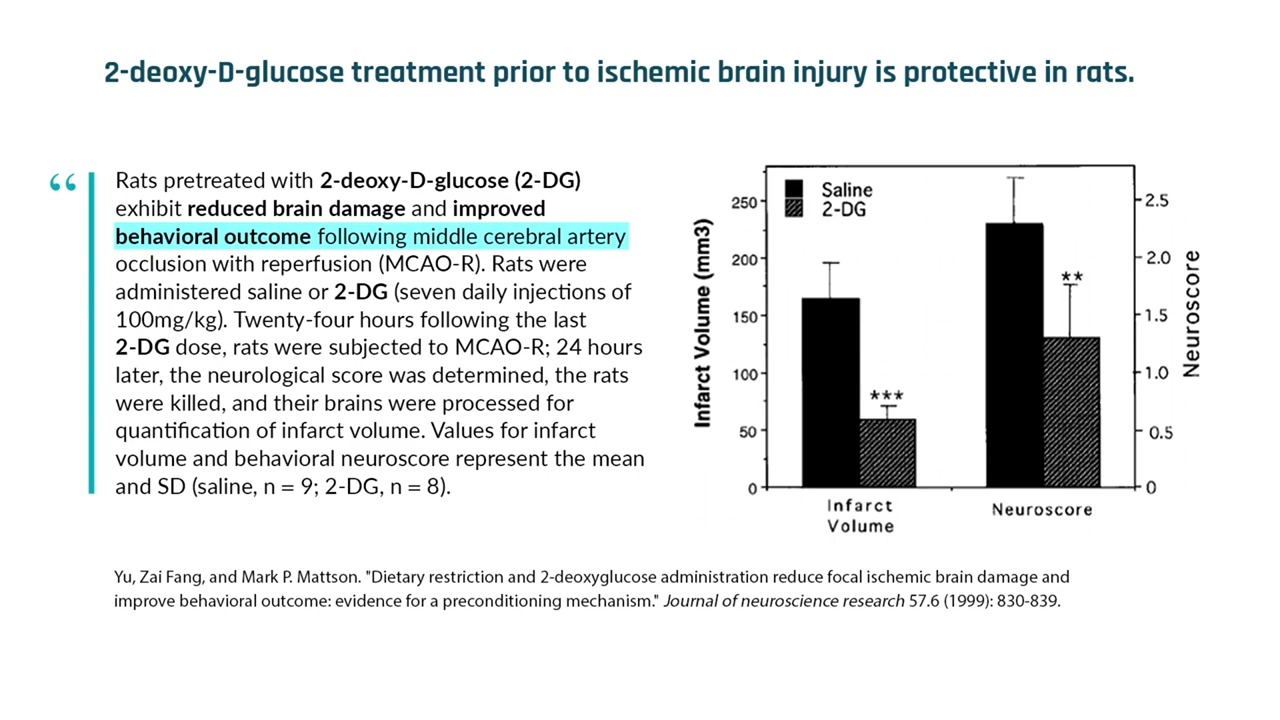 2-deoxy-D-glucose treatment prior to ischemic brain injury is protective in rats.
“
Rats pretreated with 2-deoxy-D-glucose (2-DG)
exhibit reduced brain damage and improved
behavioral outcome following middle cerebral artery
occlusion with reperfusion (MCAO-R). Rats were
administered saline or 2-DG (seven daily injections of
100mg/kg). Twenty-four hours following the last
2-DG dose, rats were subjected to MCAO-R; 24 hours
later, the neurological score was determined, the rats
were killed, and their brains were processed for
quantification of infarct volume. Values for infarct
volume and behavioral neuroscore represent the mean
and SD (saline, n = 9; 2-DG, n = 8).
Saline
2-DG
Infarct Volume (mm3)
250
200
150
100
50
0
***
**
2.5
2.0
1.5
1.0
0.5
0
Neuroscore
Infarct
Volume
Neuroscore
Yu, Zai Fang, and Mark P. Mattson. "Dietary restriction and 2-deoxyglucose administration reduce focal ischemic brain damage and
improve behavioral outcome: evidence for a preconditioning mechanism." Journal of neuroscience research 57.6 (1999): 830-839.